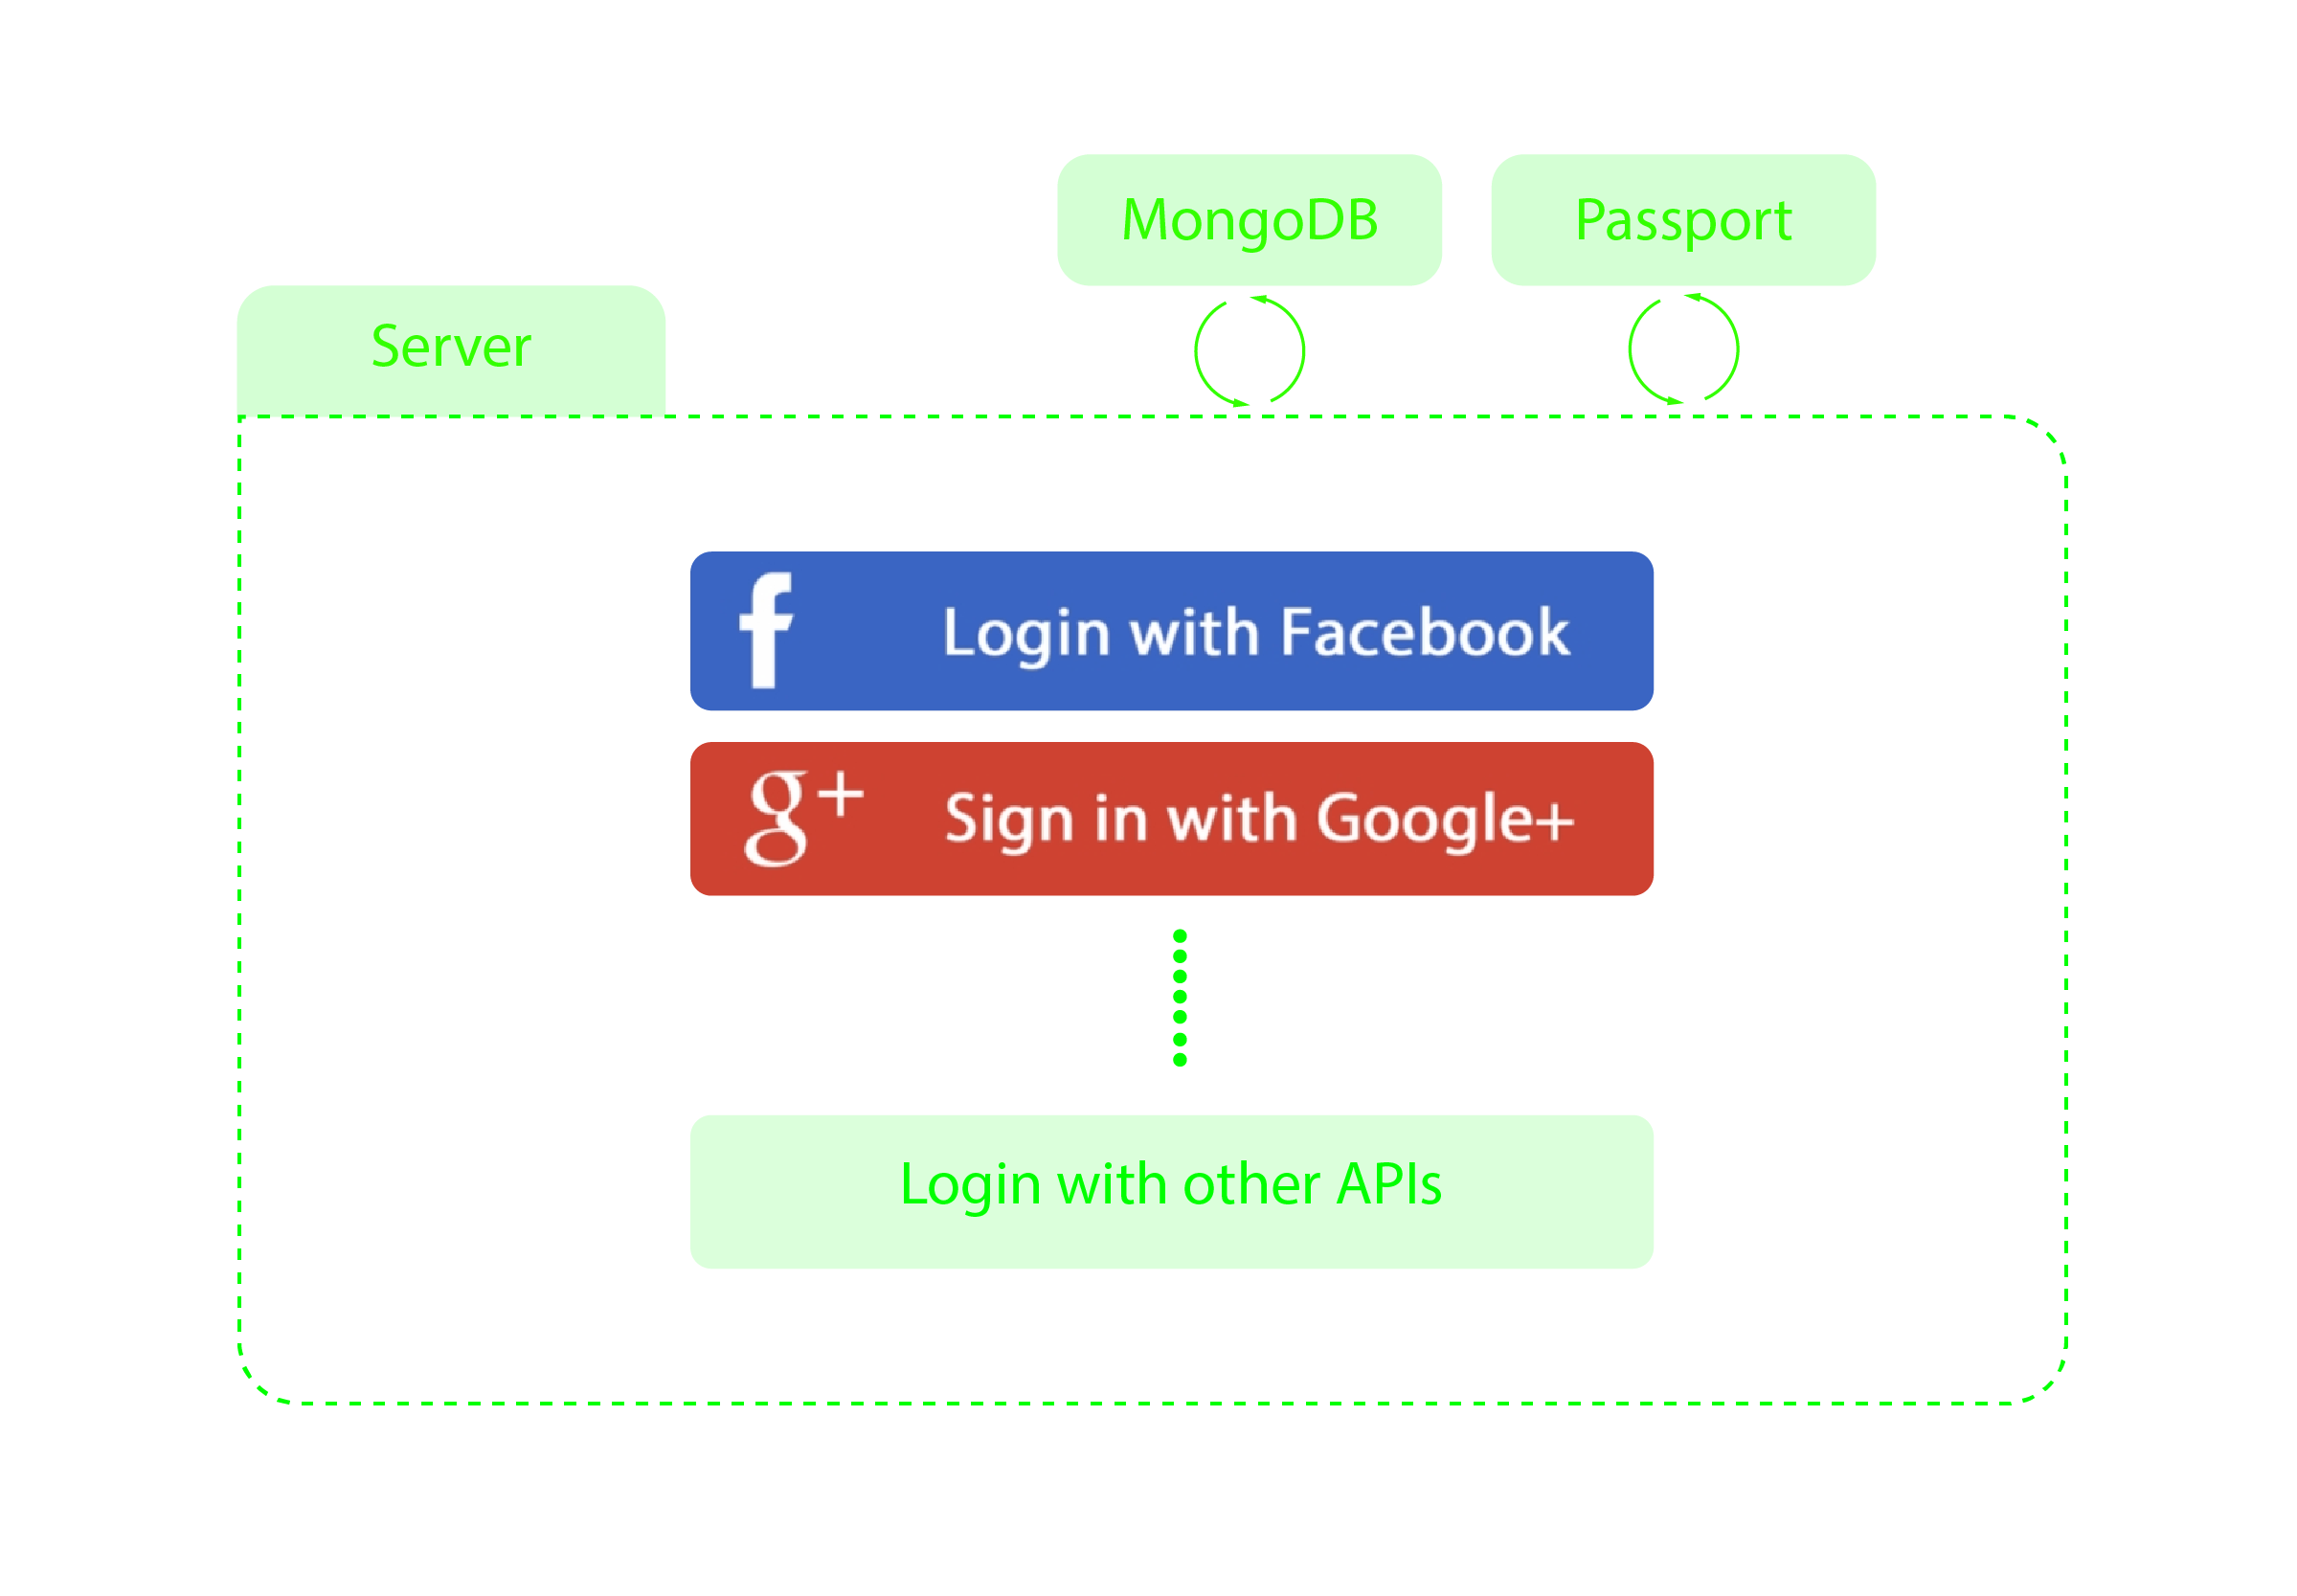 MongoDB
Passport
Server
f Login with Facebook
g+ Sign in with Google+
Login with other APIs